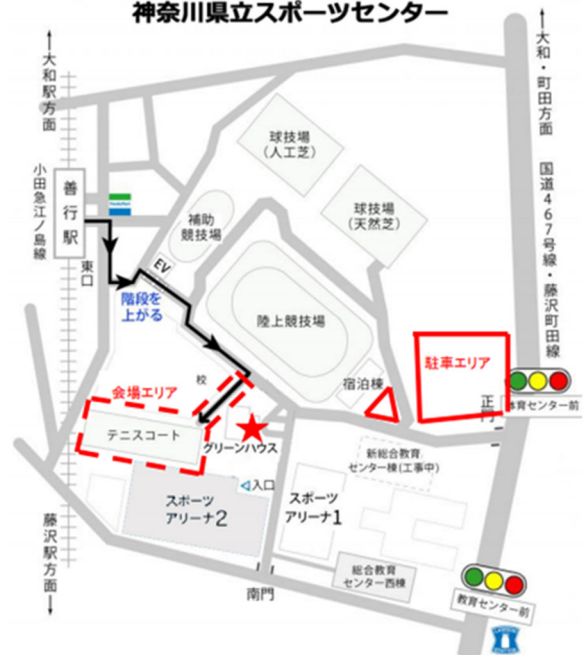 神奈川県立スポーツセンター
大和駅方面
大和・町田方面
小田急江ノ島線
善行駅
東口
国道467号線・藤沢町田線
球技場
（人工芝）
球技場
（天然芝）
補助
競技場
EV
階段を
上がる
陸上競技場
駐車エリア
宿泊棟
正門
体育センター前
校
会場エリア
テニスコート
グリーンハウス
新総合教育
センター棟(工事中)
入口
スポーツ
アリーナ2
スポーツ
アリーナ1
総合教育
センター西棟
教育センター前
南門
藤沢駅方面